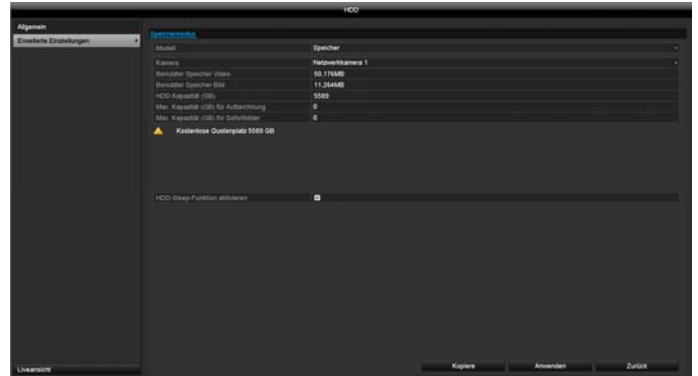 HDD
Allgemein
Erweiterte Einstellungen
Speichermodus
Modell Speicher
Kamera Netzwerkkamera 1
Benutzter Speicher Video 50,176MB
Benutzter Speicher Bild 11,264MB
HDD Kapazität (GB) 5589
Max. Kapazität (GB) für Aufzeichnung 0
Max. Kapazität (GB) für Sofortbilder 0
Kostenlose Quotenplatz 5589 GB
HDD-Sleep-Funktion aktivieren
Liveansicht
Kopiere Anwenden Zurück